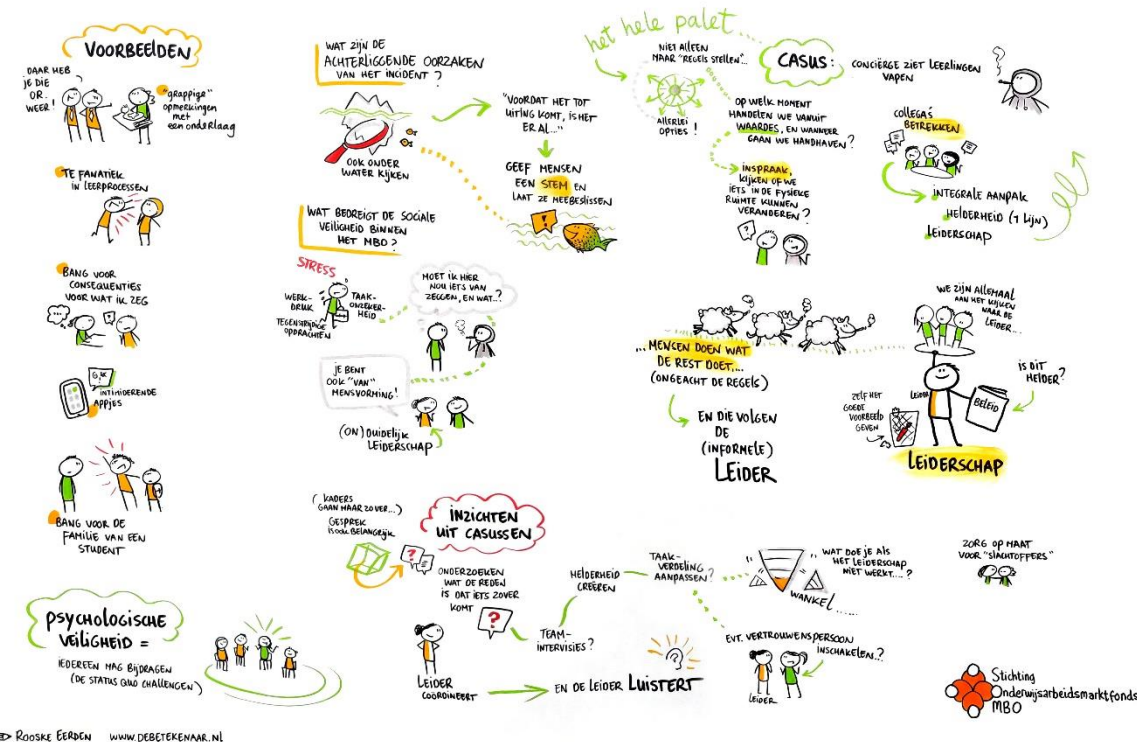 VOORBEELDEN
DAAR HEB
JE DIE
OR..
WEER!
"grappige"
opmerkingen
met
een onderlaag
TE FANATIEK
IN LEERPROCESSEN
BANG VOOR
CONSEQUENTIES
VOOR WAT IK ZEG
INTIMIDERENDE
APPJES
BANG VOOR DE
FAMILIE VAN EEN
STUDENT
PSYCHOLOGISCHE
VEILIGHEID =
IEDEREEN MAG BIJDRAGEN
(DE STATUS QUO CHALLENGEN)
WAT ZIJN DE
ACHTERLIGGENDE OORZAKEN
VAN HET INCIDENT?
OOK ONDER
WATER KIJKEN
"VOORDAT HET TOT
UITING KOMT, IS HET
ER AL..."
GEEF MENSEN
EEN STEM EN
LAAT ZE MEEBESLISSEN
WAT BEDREIGT DE SOCIALE
VEILIGHEID BINNEN
HET MBO?
STRESS
WERK-
DRUK
TAAK-
ONZEKER-
HEID
TEGENSTRIJDIGE
OPDRACHTEN
MOET IK HIER
NOU IETS VAN
ZEGGEN, EN WAT..?
JE BENT
OOK "VAN"
MENSVORMING!
(ON)DUIDELIJK
LEIDERSCHAP
het hele palet...
NIET ALLEEN
MAAR "REGELS STELLEN"...
ALLERLEI
OPTIES!
OP WELK MOMENT
HANDELEN WE VANUIT
WAARDES, EN WANNEER
GAAN WE HANDHAVEN?
INSPRAAK,
KIJKEN OF WE
IETS IN DE FYSIEKE
RUIMTE KUNNEN
VERANDEREN?
CASUS:
CONCIËRGE ZIET LEERLINGEN
VAPEN
COLLEGA'S
BETREKKEN
INTEGRALE AANPAK
HELDERHEID (1 LIJN)
LEIDERSCHAP
...MENSEN DOEN WAT
DE REST DOET...
(ONGEACHT DE REGELS)
EN DIE VOLGEN
DE
(INFORMELE)
LEIDER
WE ZIJN ALLEMAAL
AAN HET KIJKEN
NAAR DE
LEIDER...
IS DIT
HELDER?
LEIDER
BELEID
ZELF HET
GOEDE
VOORBEELD
GEVEN
LEIDERSCHAP
(KADERS
GAAN MAAR ZOVER...)
GESPREK
IS OOK BELANGRIJK
INZICHTEN
UIT CASUSSEN
ONDERZOEKEN
WAT DE REDEN
IS DAT IETS ZOVER
KOMT
LEIDER
COÖRDINEERT
EN DE LEIDER LUISTERT
TEAM-
INTERVISIES?
HELDERHEID
CREËREN
TAAK-
VERDELING
AANPASSEN?
WANKEL......
WAT DOE JE ALS
HET LEIDERSCHAP
NIET WERKT....?
EVT. VERTROUWENSPERSOON
INSCHAKELEN..?
LEIDER
ZORG OP MAAT
VOOR "SLACHTOFFERS"
Stichting
Onderwijsarbeidsmarktfonds
MBO
ROOSKE EERDEN WWW.DEBETEKENAAR.NL